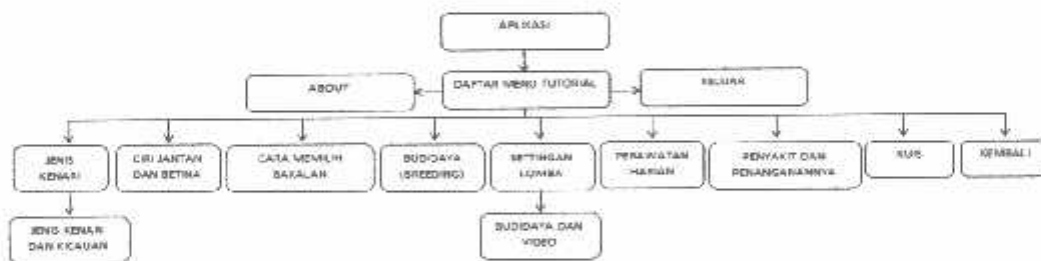 APLIKASI
ABOUT
DAFTAR MENU TUTORIAL
KELUAR
JENIS
KENARI
CIRI JANTAN
DAN BETINA
CARA MEMILIH
BAKALAN
BUDIDAYA
(BREEDING)
SETTINGAN
LOMBA
PERAWATAN
HARIAN
PENYAKIT DAN
PENANGANANNYA
KUIS
KEMBALI
JENIS KENARI
DAN KICAUAN
BUDIDAYA DAN
VIDEO